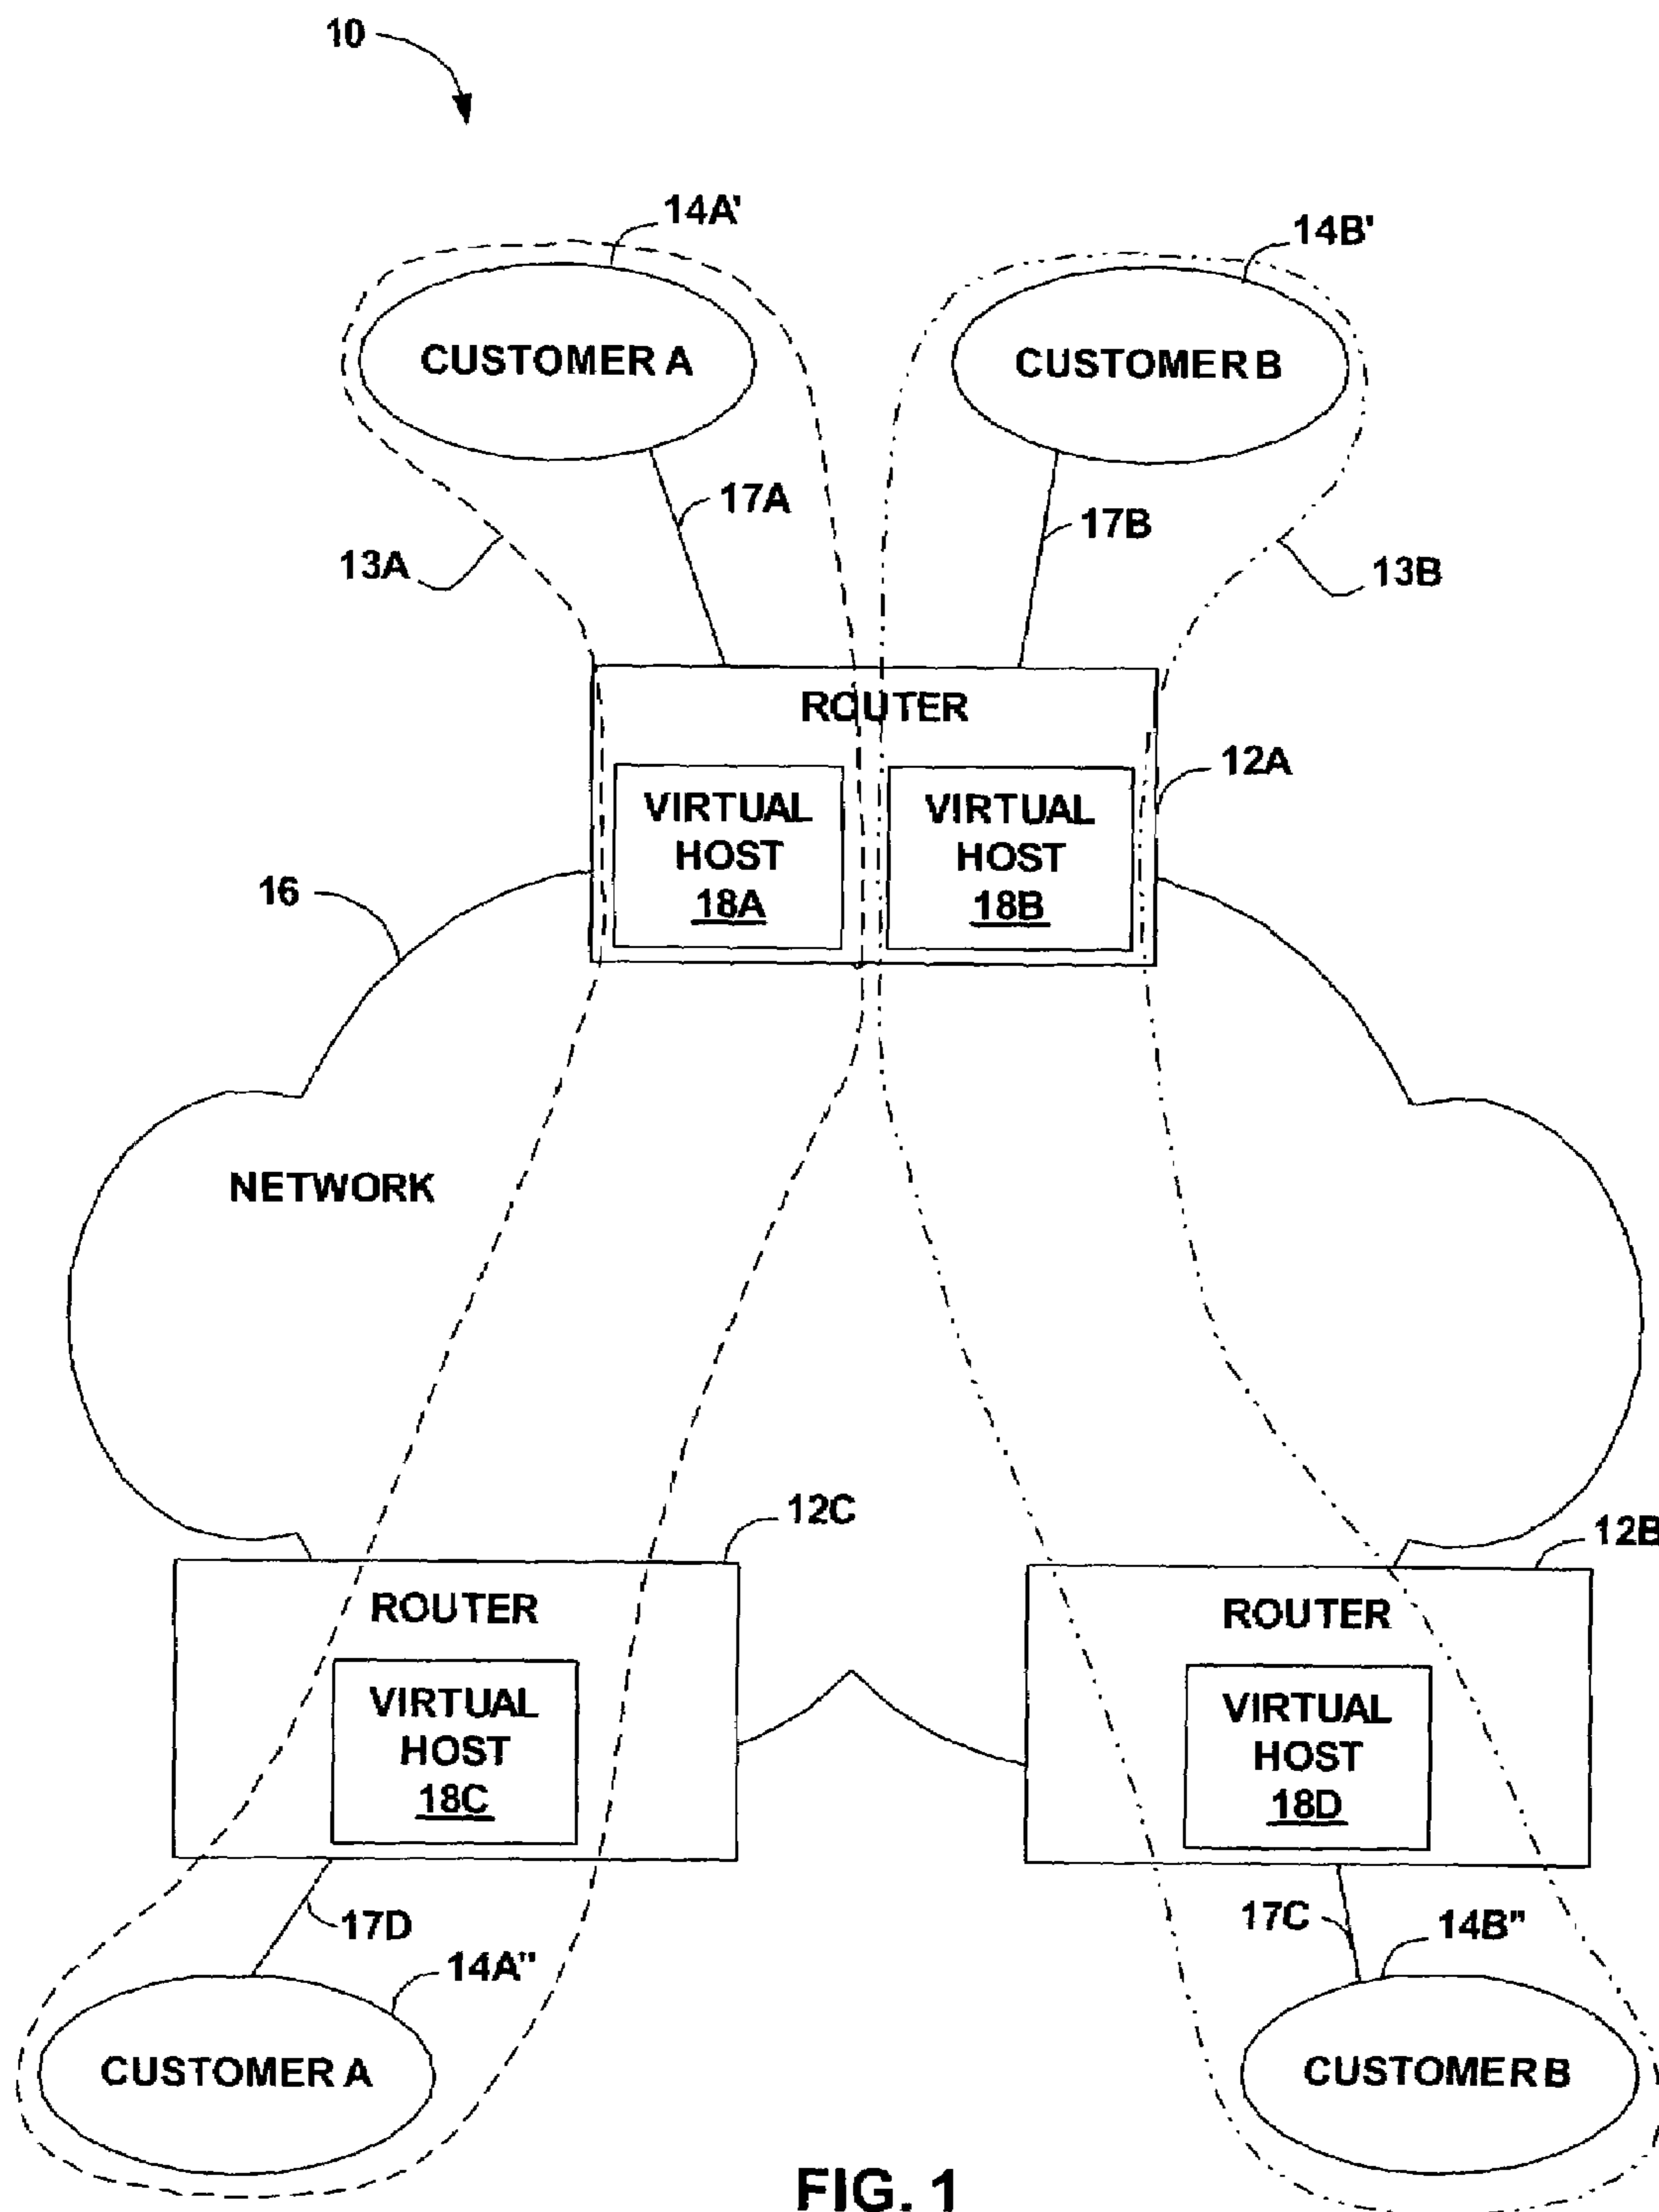 10
14A'
14B'
CUSTOMER A
CUSTOMER B
17A
17B
13A
13B
ROUTER
12A
VIRTUAL
HOST
18A
VIRTUAL
HOST
18B
16
NETWORK
12C
12B
ROUTER
ROUTER
VIRTUAL
HOST
18C
VIRTUAL
HOST
18D
17D
17C
14B"
14A"
CUSTOMER A
CUSTOMER B
FIG. 1